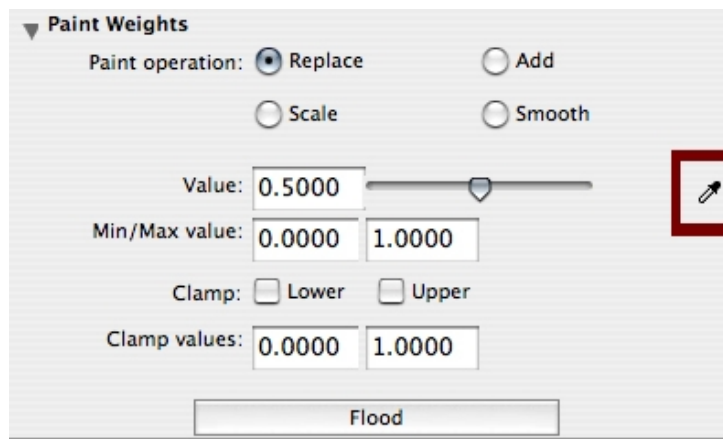 Paint Weights
Paint operation: Replace Add
Scale Smooth
Value: 0.5000
Min/Max value: 0.0000 1.0000
Clamp: Lower Upper
Clamp values: 0.0000 1.0000
Flood